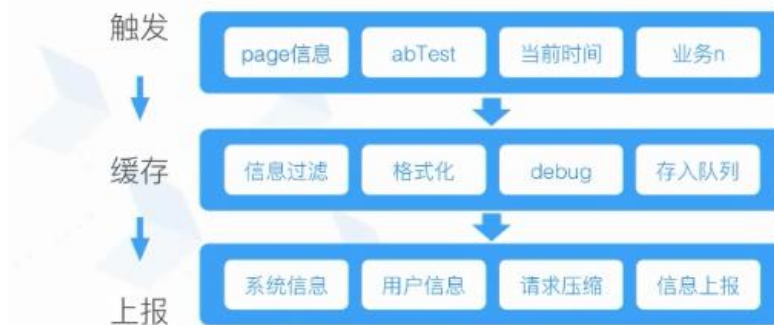 触发
page信息 abTest 当前时间 业务n
缓存
信息过滤 格式化 debug 存入队列
上报
系统信息 用户信息 请求压缩 信息上报